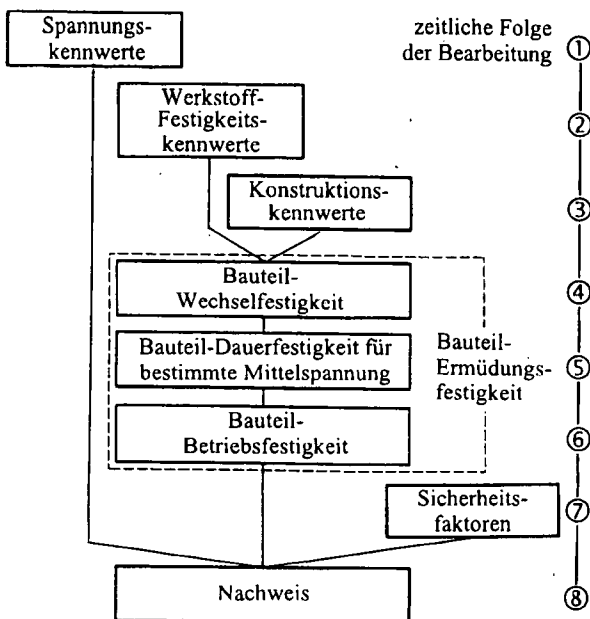 Spannungs-
kennwerte
zeitliche Folge
der Bearbeitung
①
Werkstoff-
Festigkeits-
kennwerte
②
Konstruktions-
kennwerte
③
Bauteil-
Wechselfestigkeit
④
Bauteil-Dauerfestigkeit für
bestimmte Mittelspannung
⑤
Bauteil-
Ermüdungs-
festigkeit
Bauteil-
Betriebsfestigkeit
⑥
Sicherheits-
faktoren
⑦
Nachweis
⑧